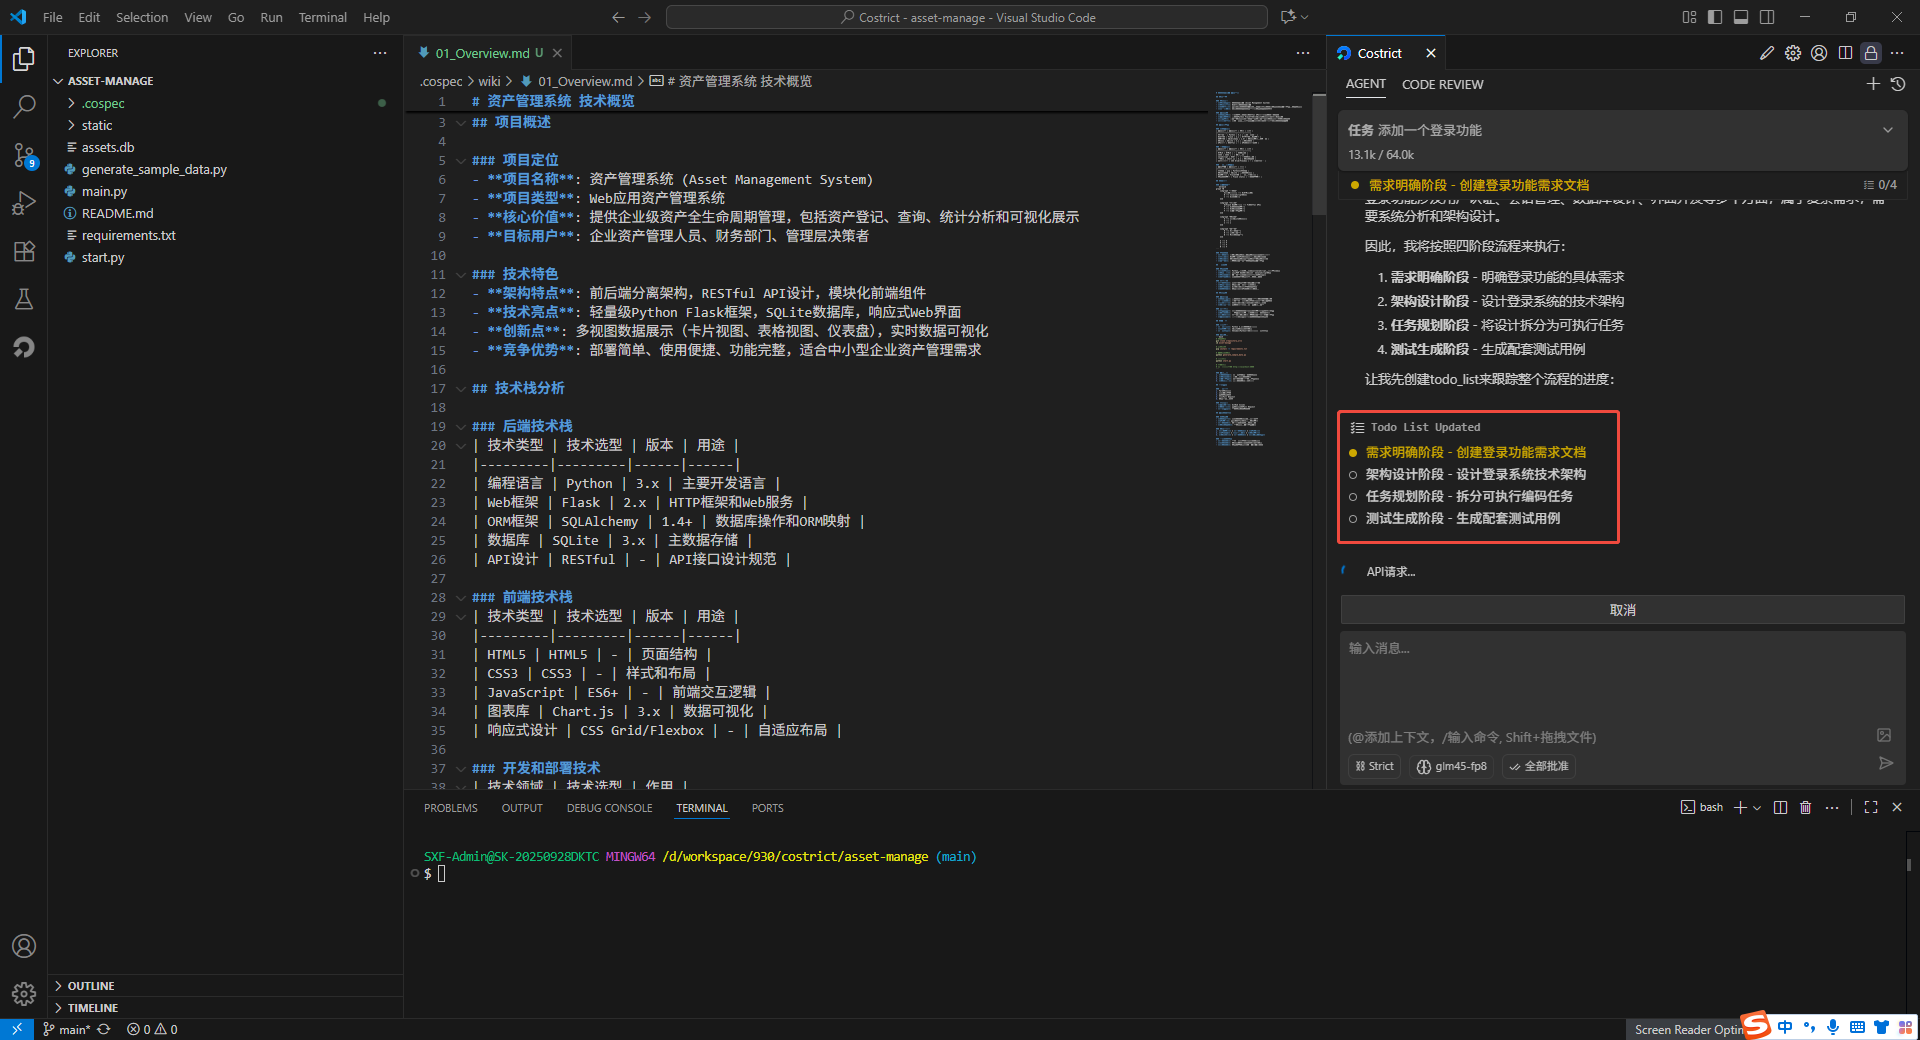 File Edit Selection View Go Run Terminal Help
Costrict - asset-manage - Visual Studio Code
EXPLORER
ASSET-MANAGE
.cospec
static
assets.db
generate_sample_data.py
main.py
README.md
requirements.txt
start.py
9
OUTLINE
TIMELINE
01_Overview.md U
.cospec > wiki > 01_Overview.md > # 资产管理系统 技术概览
1 # 资产管理系统 技术概览
3 ## 项目概述
4
5 ### 项目定位
6 - **项目名称**: 资产管理系统 (Asset Management System)
7 - **项目类型**: Web应用资产管理系统
8 - **核心价值**: 提供企业级资产全生命周期管理，包括资产登记、查询、统计分析和可视化展示
9 - **目标用户**: 企业资产管理人员、财务部门、管理层决策者
10
11 ### 技术特色
12 - **架构特点**: 前后端分离架构，RESTful API设计，模块化前端组件
13 - **技术亮点**: 轻量级Python Flask框架，SQLite数据库，响应式Web界面
14 - **创新点**: 多视图数据展示（卡片视图、表格视图、仪表盘），实时数据可视化
15 - **竞争优势**: 部署简单、使用便捷、功能完整，适合中小型企业资产管理需求
16
17 ## 技术栈分析
18
19 ### 后端技术栈
20 | 技术类型 | 技术选型 | 版本 | 用途 |
21 |---------|---------|------|------|
22 | 编程语言 | Python | 3.x | 主要开发语言 |
23 | Web框架 | Flask | 2.x | HTTP框架和Web服务 |
24 | ORM框架 | SQLAlchemy | 1.4+ | 数据库操作和ORM映射 |
25 | 数据库 | SQLite | 3.x | 主数据存储 |
26 | API设计 | RESTful | - | API接口设计规范 |
27
28 ### 前端技术栈
29 | 技术类型 | 技术选型 | 版本 | 用途 |
30 |---------|---------|------|------|
31 | HTML5 | HTML5 | - | 页面结构 |
32 | CSS3 | CSS3 | - | 样式和布局 |
33 | JavaScript | ES6+ | - | 前端交互逻辑 |
34 | 图表库 | Chart.js | 3.x | 数据可视化 |
35 | 响应式设计 | CSS Grid/Flexbox | - | 自适应布局 |
36
37 ### 开发和部署技术
38 | 技术领域 | 技术选型 | 作用 |
Costrict
AGENT CODE REVIEW
任务 添加一个登录功能
13.1k / 64.0k
需求明确阶段 - 创建登录功能需求文档 0/4
登录功能涉及用户认证、会话管理、数据库设计、界面开发等多个方面，属于复杂需求，需
要系统分析和架构设计。
因此，我将按照四阶段流程来执行：
1. 需求明确阶段 - 明确登录功能的具体需求
2. 架构设计阶段 - 设计登录系统的技术架构
3. 任务规划阶段 - 将设计拆分为可执行任务
4. 测试生成阶段 - 生成配套测试用例
让我先创建todo_list来跟踪整个流程的进度：
Todo List Updated
需求明确阶段 - 创建登录功能需求文档
架构设计阶段 - 设计登录系统技术架构
任务规划阶段 - 拆分可执行编码任务
测试生成阶段 - 生成配套测试用例
API请求...
取消
输入消息...
(@添加上下文，/输入命令, Shift+拖拽文件)
Strict glm45-fp8 全部批准
PROBLEMS OUTPUT DEBUG CONSOLE TERMINAL PORTS
bash
SXF-Admin@SK-20250928DKTC MINGW64 /d/workspace/930/costrict/asset-manage (main)
$
main* 0 0
Screen Reader Optim
S 中